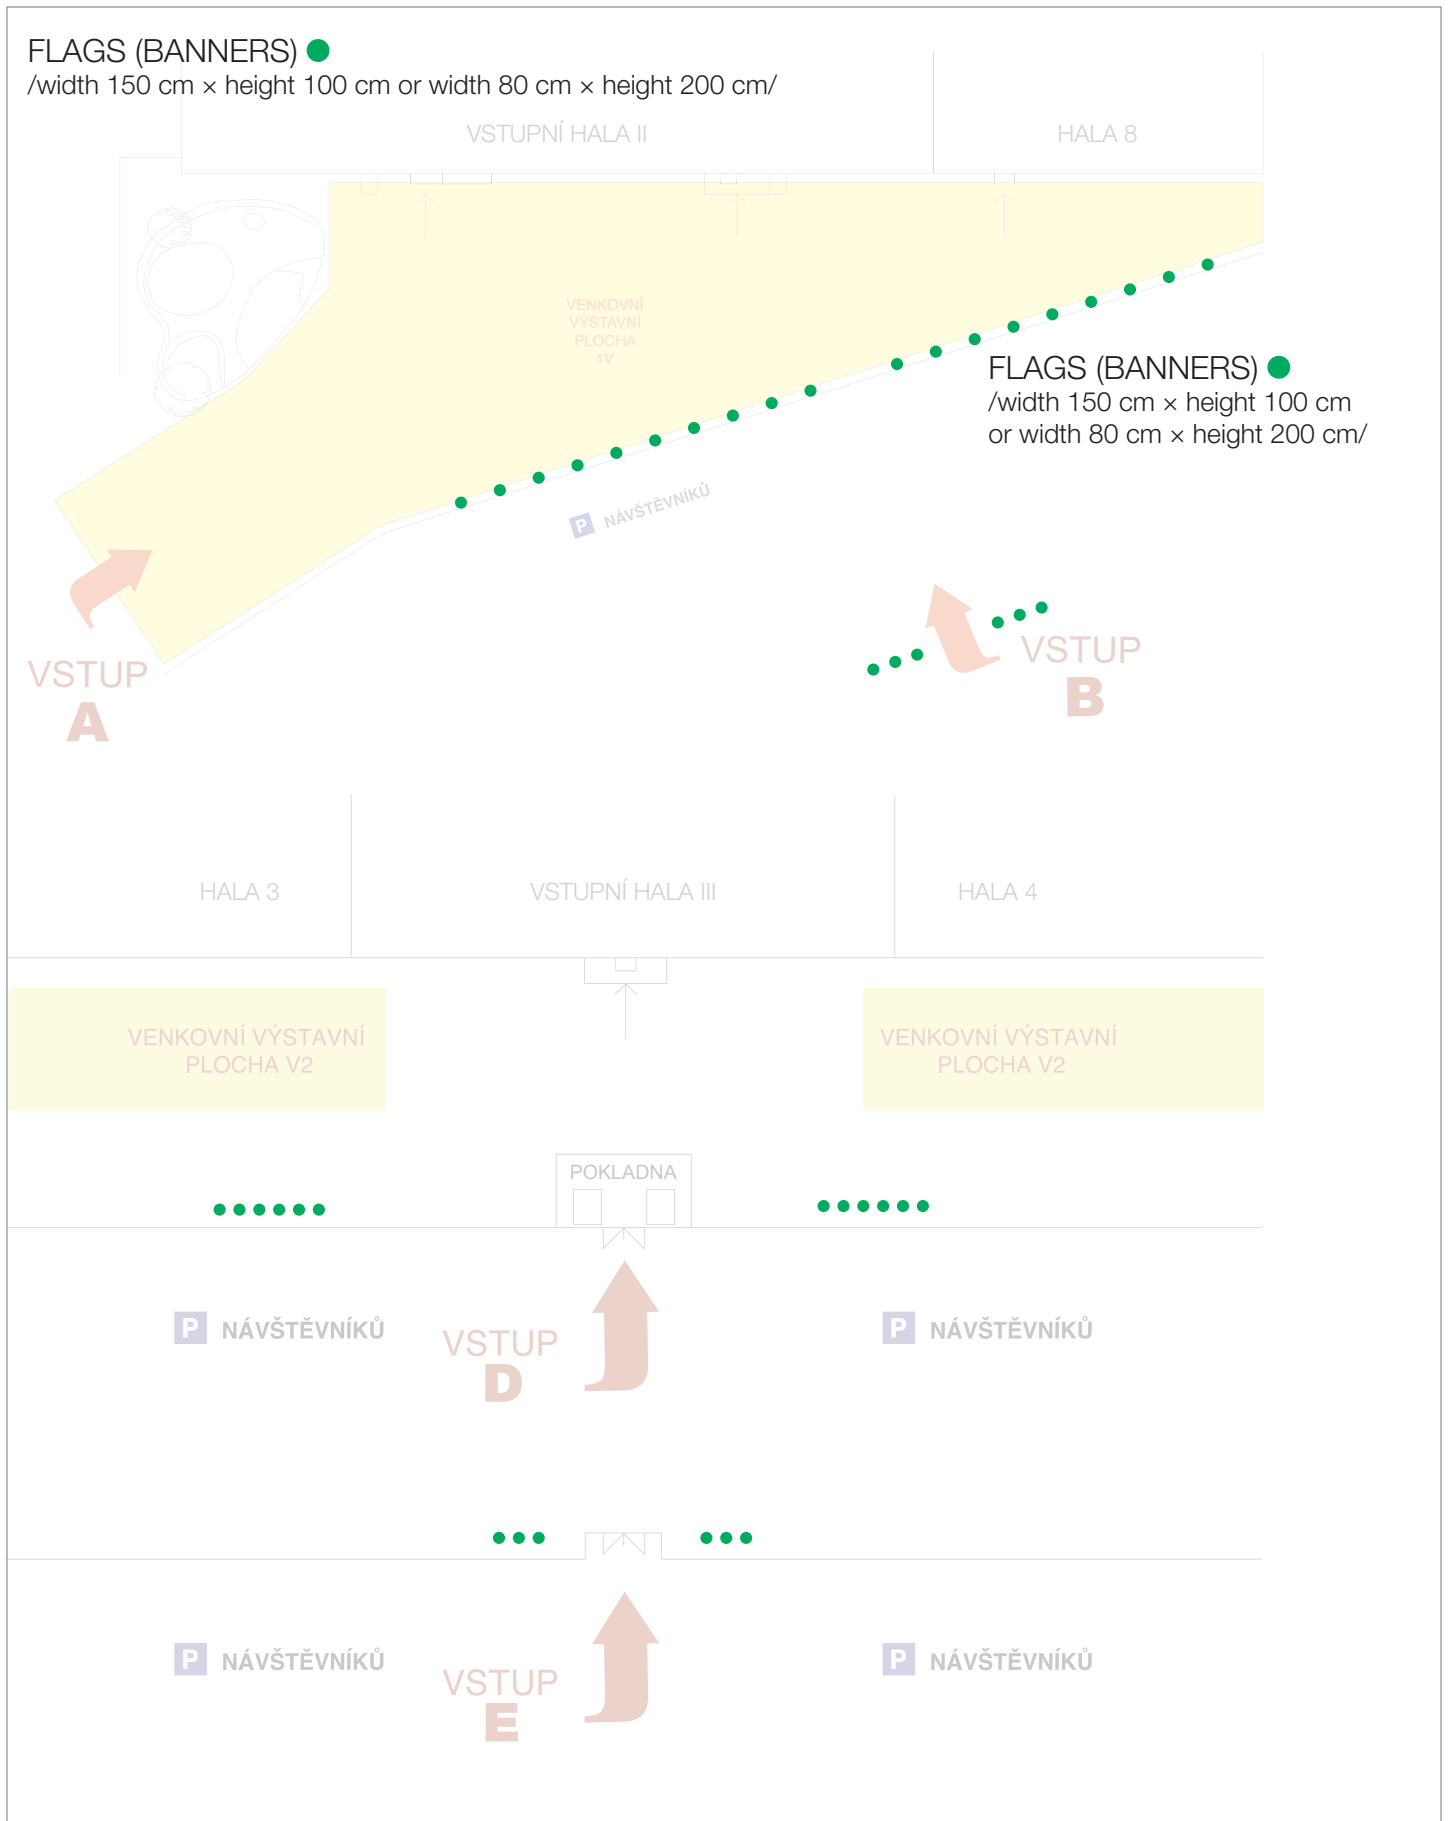 FLAGS (BANNERS)
/width 150 cm × height 100 cm or width 80 cm × height 200 cm/
VSTUPNÍ HALA II
HALA 8
VENKOVNÍ
VÝSTAVNÍ
PLOCHA
1V
FLAGS (BANNERS)
/width 150 cm × height 100 cm
or width 80 cm × height 200 cm/
P NÁVŠTĚVNÍKŮ
VSTUP
A
VSTUP
B
HALA 3
VSTUPNÍ HALA III
HALA 4
VENKOVNÍ VÝSTAVNÍ
PLOCHA V2
VENKOVNÍ VÝSTAVNÍ
PLOCHA V2
POKLADNA
P NÁVŠTĚVNÍKŮ
VSTUP
D
P NÁVŠTĚVNÍKŮ
P NÁVŠTĚVNÍKŮ
VSTUP
E
P NÁVŠTĚVNÍKŮ